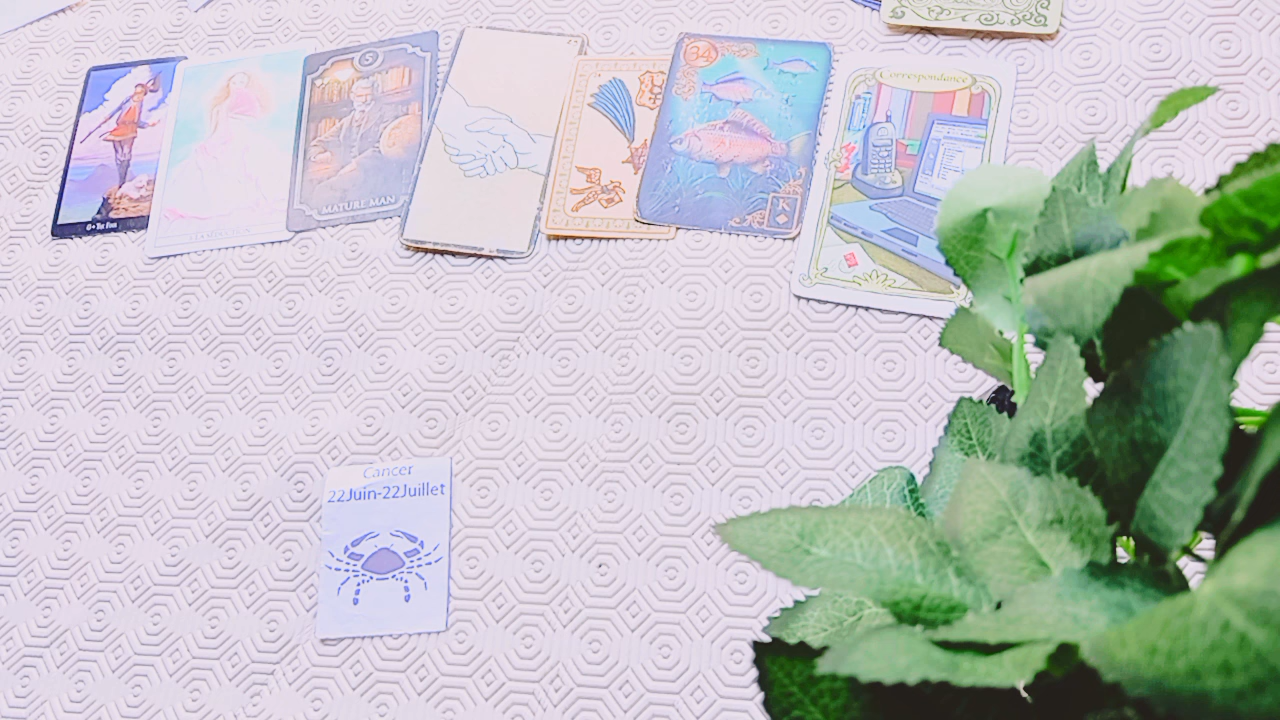 0 • The Fool
5
MATURE MAN
34
K
Correspondance
Cancer
22Juin-22Juillet